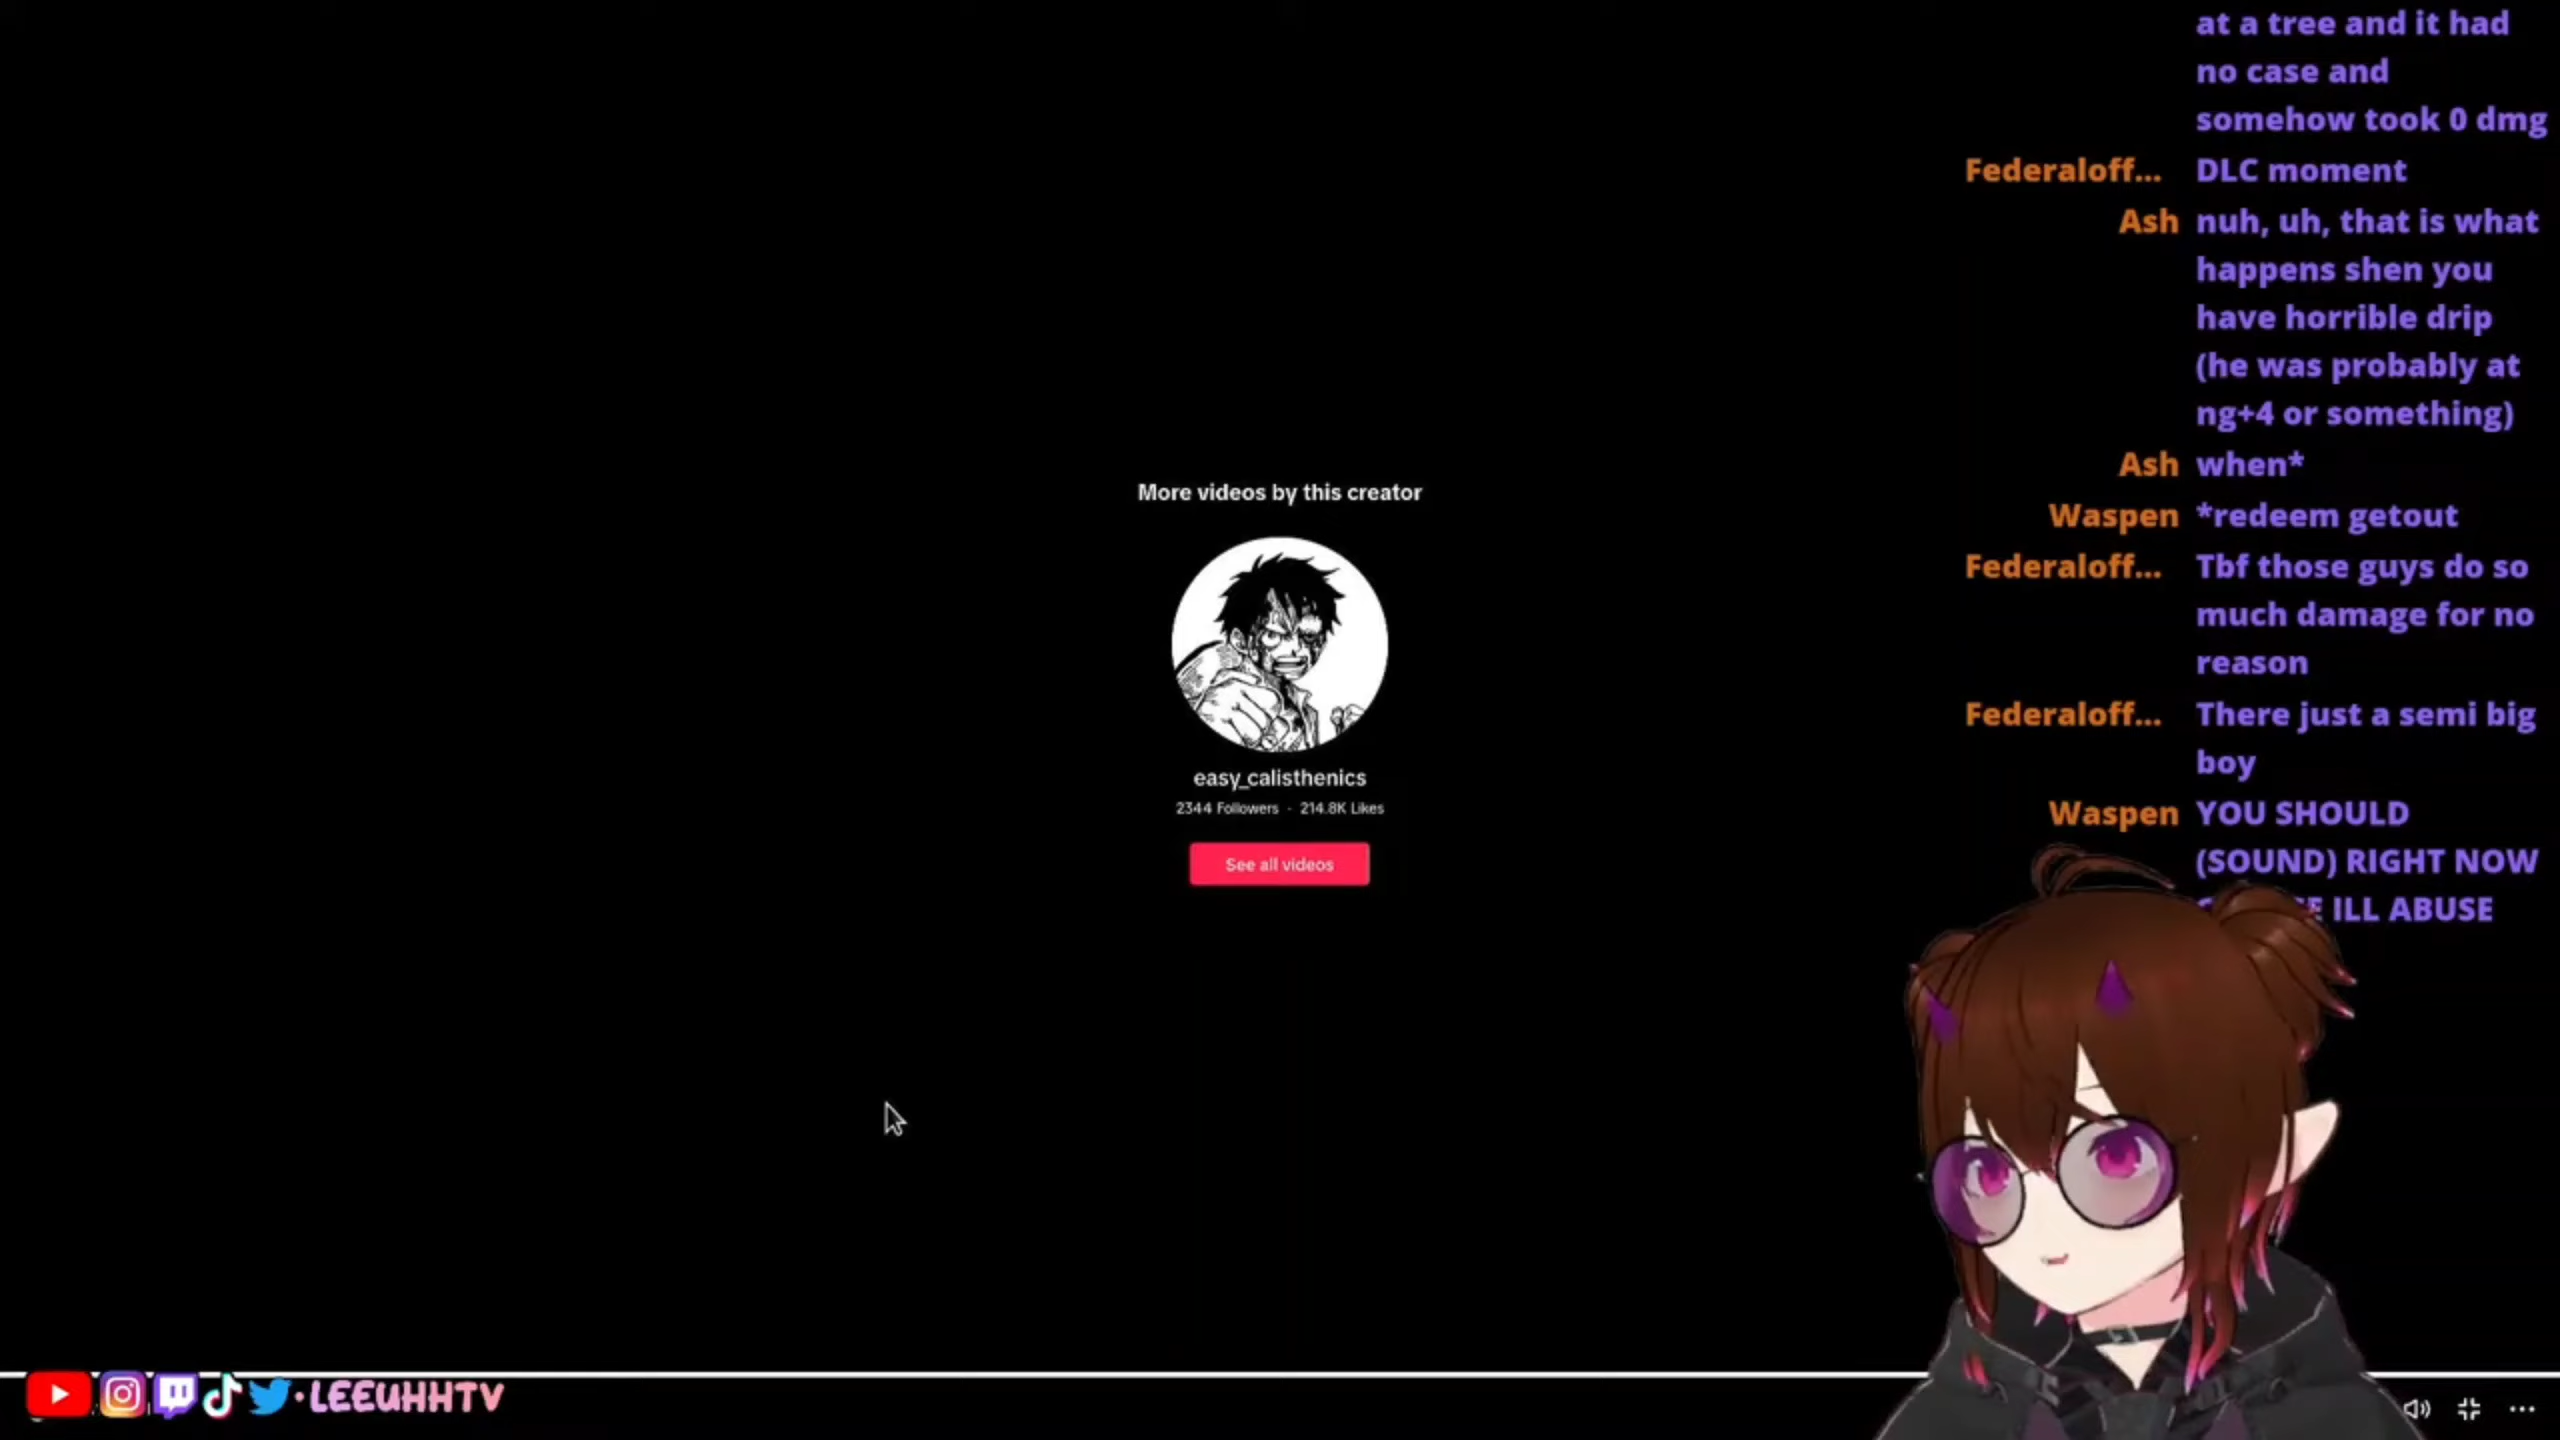 at a tree and it had
no case and
somehow took 0 dmg
Federaloff... DLC moment
Ash nuh, uh, that is what
happens shen you
have horrible drip
(he was probably at
ng+4 or something)
Ash when*
Waspen *redeem getout
Federaloff... Tbf those guys do so
much damage for no
reason
Federaloff... There just a semi big
boy
Waspen YOU SHOULD
(SOUND) RIGHT NOW
ILL ABUSE
More videos by this creator
easy_calisthenics
2344 Followers · 214.8K Likes
See all videos
LEEUHHTV